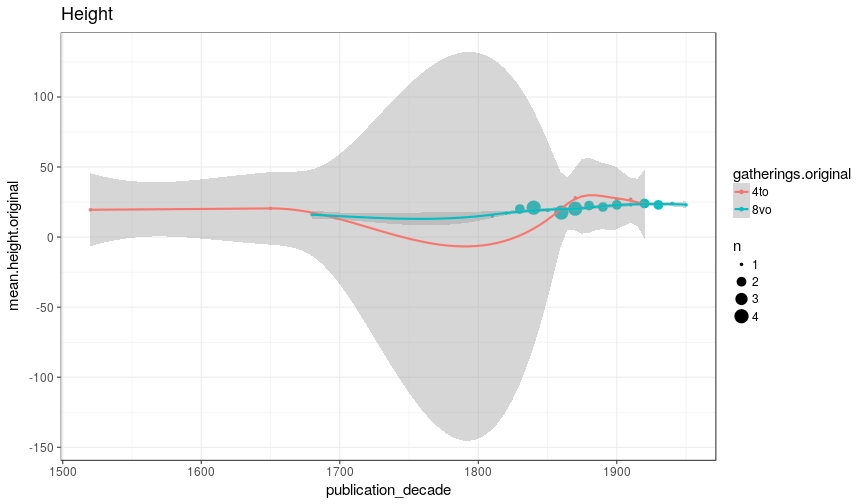 Height
mean.height.original
100
50
0
-50
-100
-150
1500
1600
1700
1800
1900
publication_decade
gatherings.original
4to
8vo
n
1
2
3
4